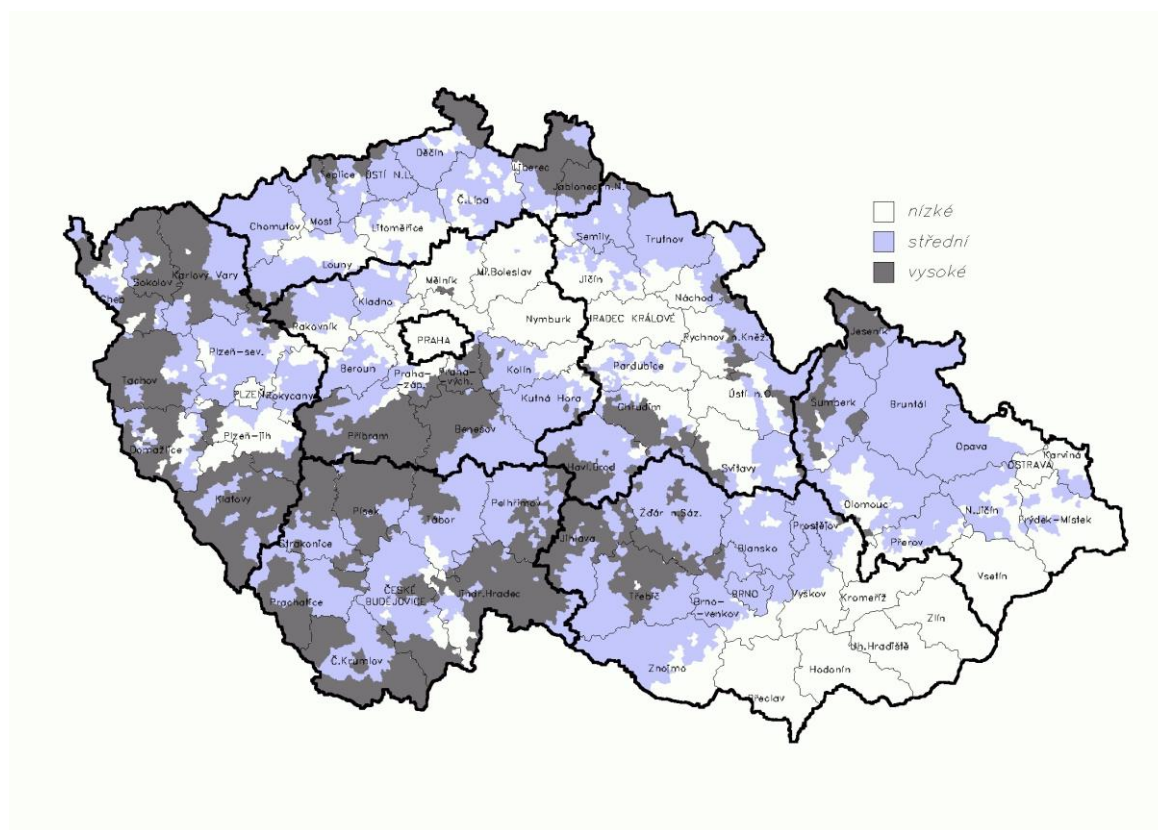 nízké
střední
vysoké
Děčín
Liberec
Teplice
ÚSTÍ N.L.
Jablonec n.N.
Č.Lípa
Chomutov
Most
Litoměřice
Semily
Trutnov
Louny
Mělník
Ml.Boleslav
Jičín
Karlovy Vary
Sokolov
Cheb
Kladno
Náchod
Rakovník
Nymburk
HRADEC KRÁLOVÉ
PRAHA
Rychnov n.Kněž.
Jeseník
Plzeň-sev.
Beroun
Praha-
-záp.
Praha-
-vých.
Kolín
Pardubice
Tachov
PLZEŇ
Rokycany
Kutná Hora
Ústí n.O.
Šumperk
Bruntál
Chrudim
Plzeň-jih
Příbram
Benešov
Domažlice
Opava
Karviná
OSTRAVA
Havl.Brod
Svitavy
Klatovy
Písek
Tábor
Pelhřimov
Žďár n.Sáz.
Olomouc
N.Jičín
Frýdek-Místek
Prostějov
Strakonice
Jihlava
Blansko
Přerov
Vsetín
Prachatice
ČESKÉ
BUDĚJOVICE
Jindr.Hradec
Třebíč
Brno-
-venkov
BRNO
Vyškov
Kroměříž
Zlín
Uh.Hradiště
Č.Krumlov
Znojmo
Hodonín
Břeclav